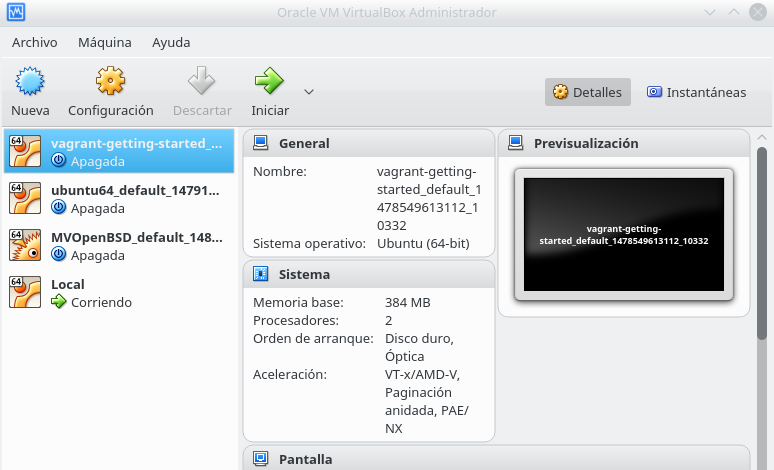 Oracle VM VirtualBox Administrador
Archivo Máquina Ayuda
Nueva Configuración Descartar Iniciar Detalles Instantáneas
64 vagrant-getting-started_...
Apagada
64 ubuntu64_default_14791...
Apagada
64 MVOpenBSD_default_148...
Apagada
64 Local
Corriendo
General
Nombre: vagrant-getting-
started_default_1
478549613112_1
0332
Sistema operativo: Ubuntu (64-bit)
Sistema
Memoria base: 384 MB
Procesadores: 2
Orden de arranque: Disco duro,
Óptica
Aceleración: VT-x/AMD-V,
Paginación
anidada, PAE/
NX
Pantalla
Previsualización
vagrant-getting-
started_default_1478549613112_10332